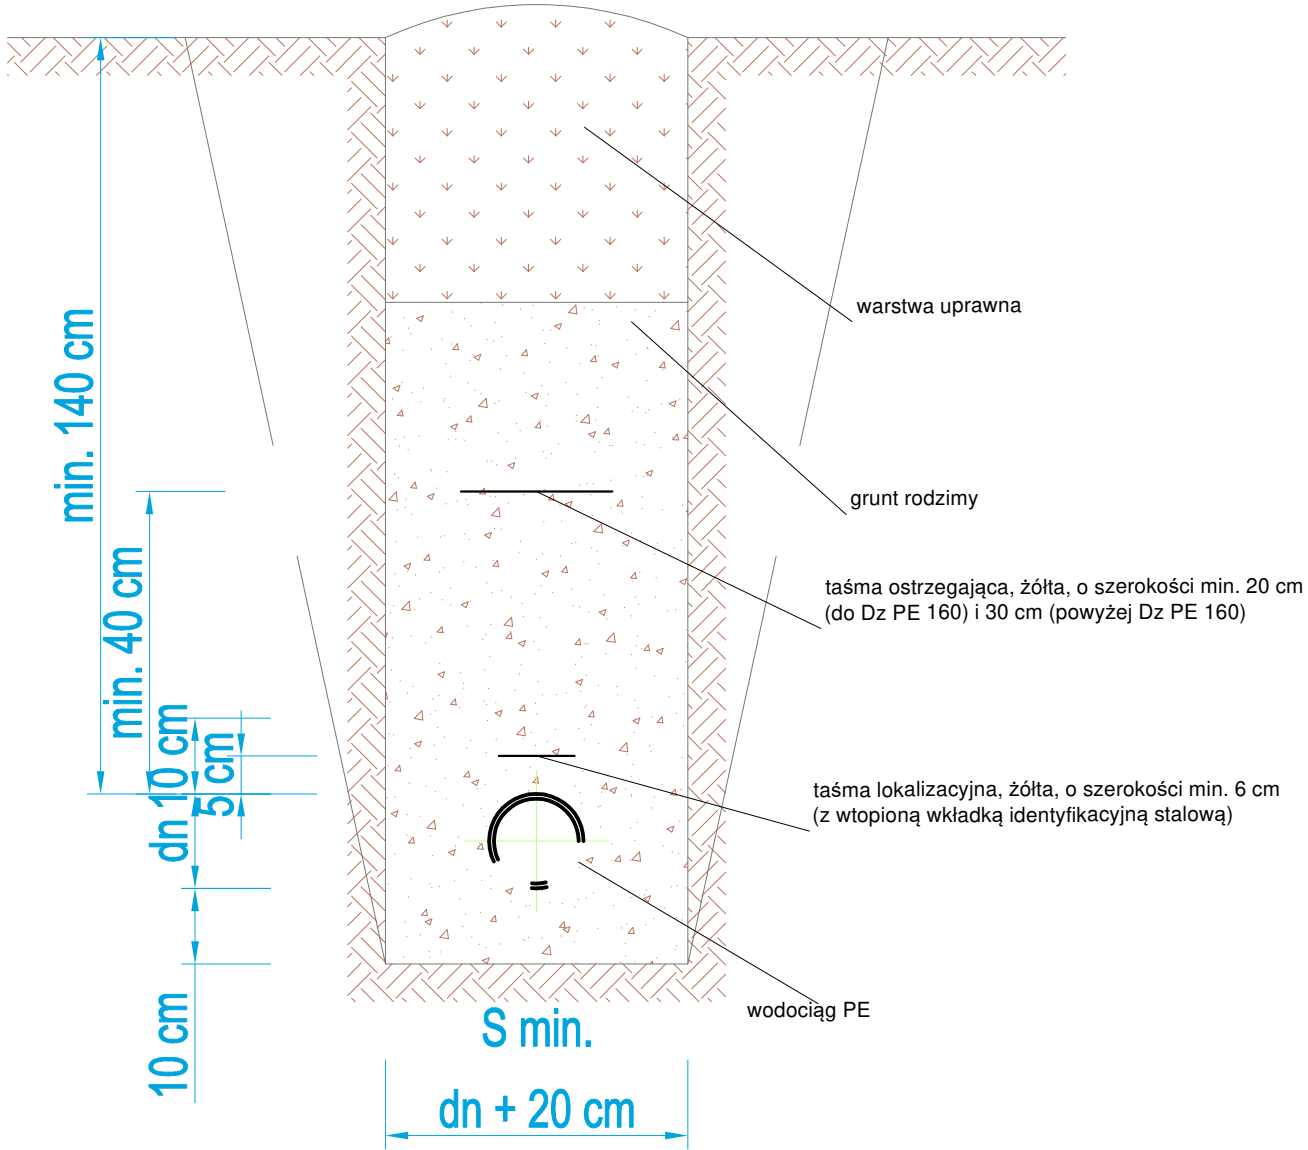 warstwa uprawna
min. 140 cm
grunt rodzimy
min. 40 cm
taśma ostrzegająca, żółta, o szerokości min. 20 cm
(do Dz PE 160) i 30 cm (powyżej Dz PE 160)
10 cm
5 cm
taśma lokalizacyjna, żółta, o szerokości min. 6 cm
(z wtopioną wkładką identyfikacyjną stalową)
dn
wodociąg PE
10 cm
S min.
dn + 20 cm